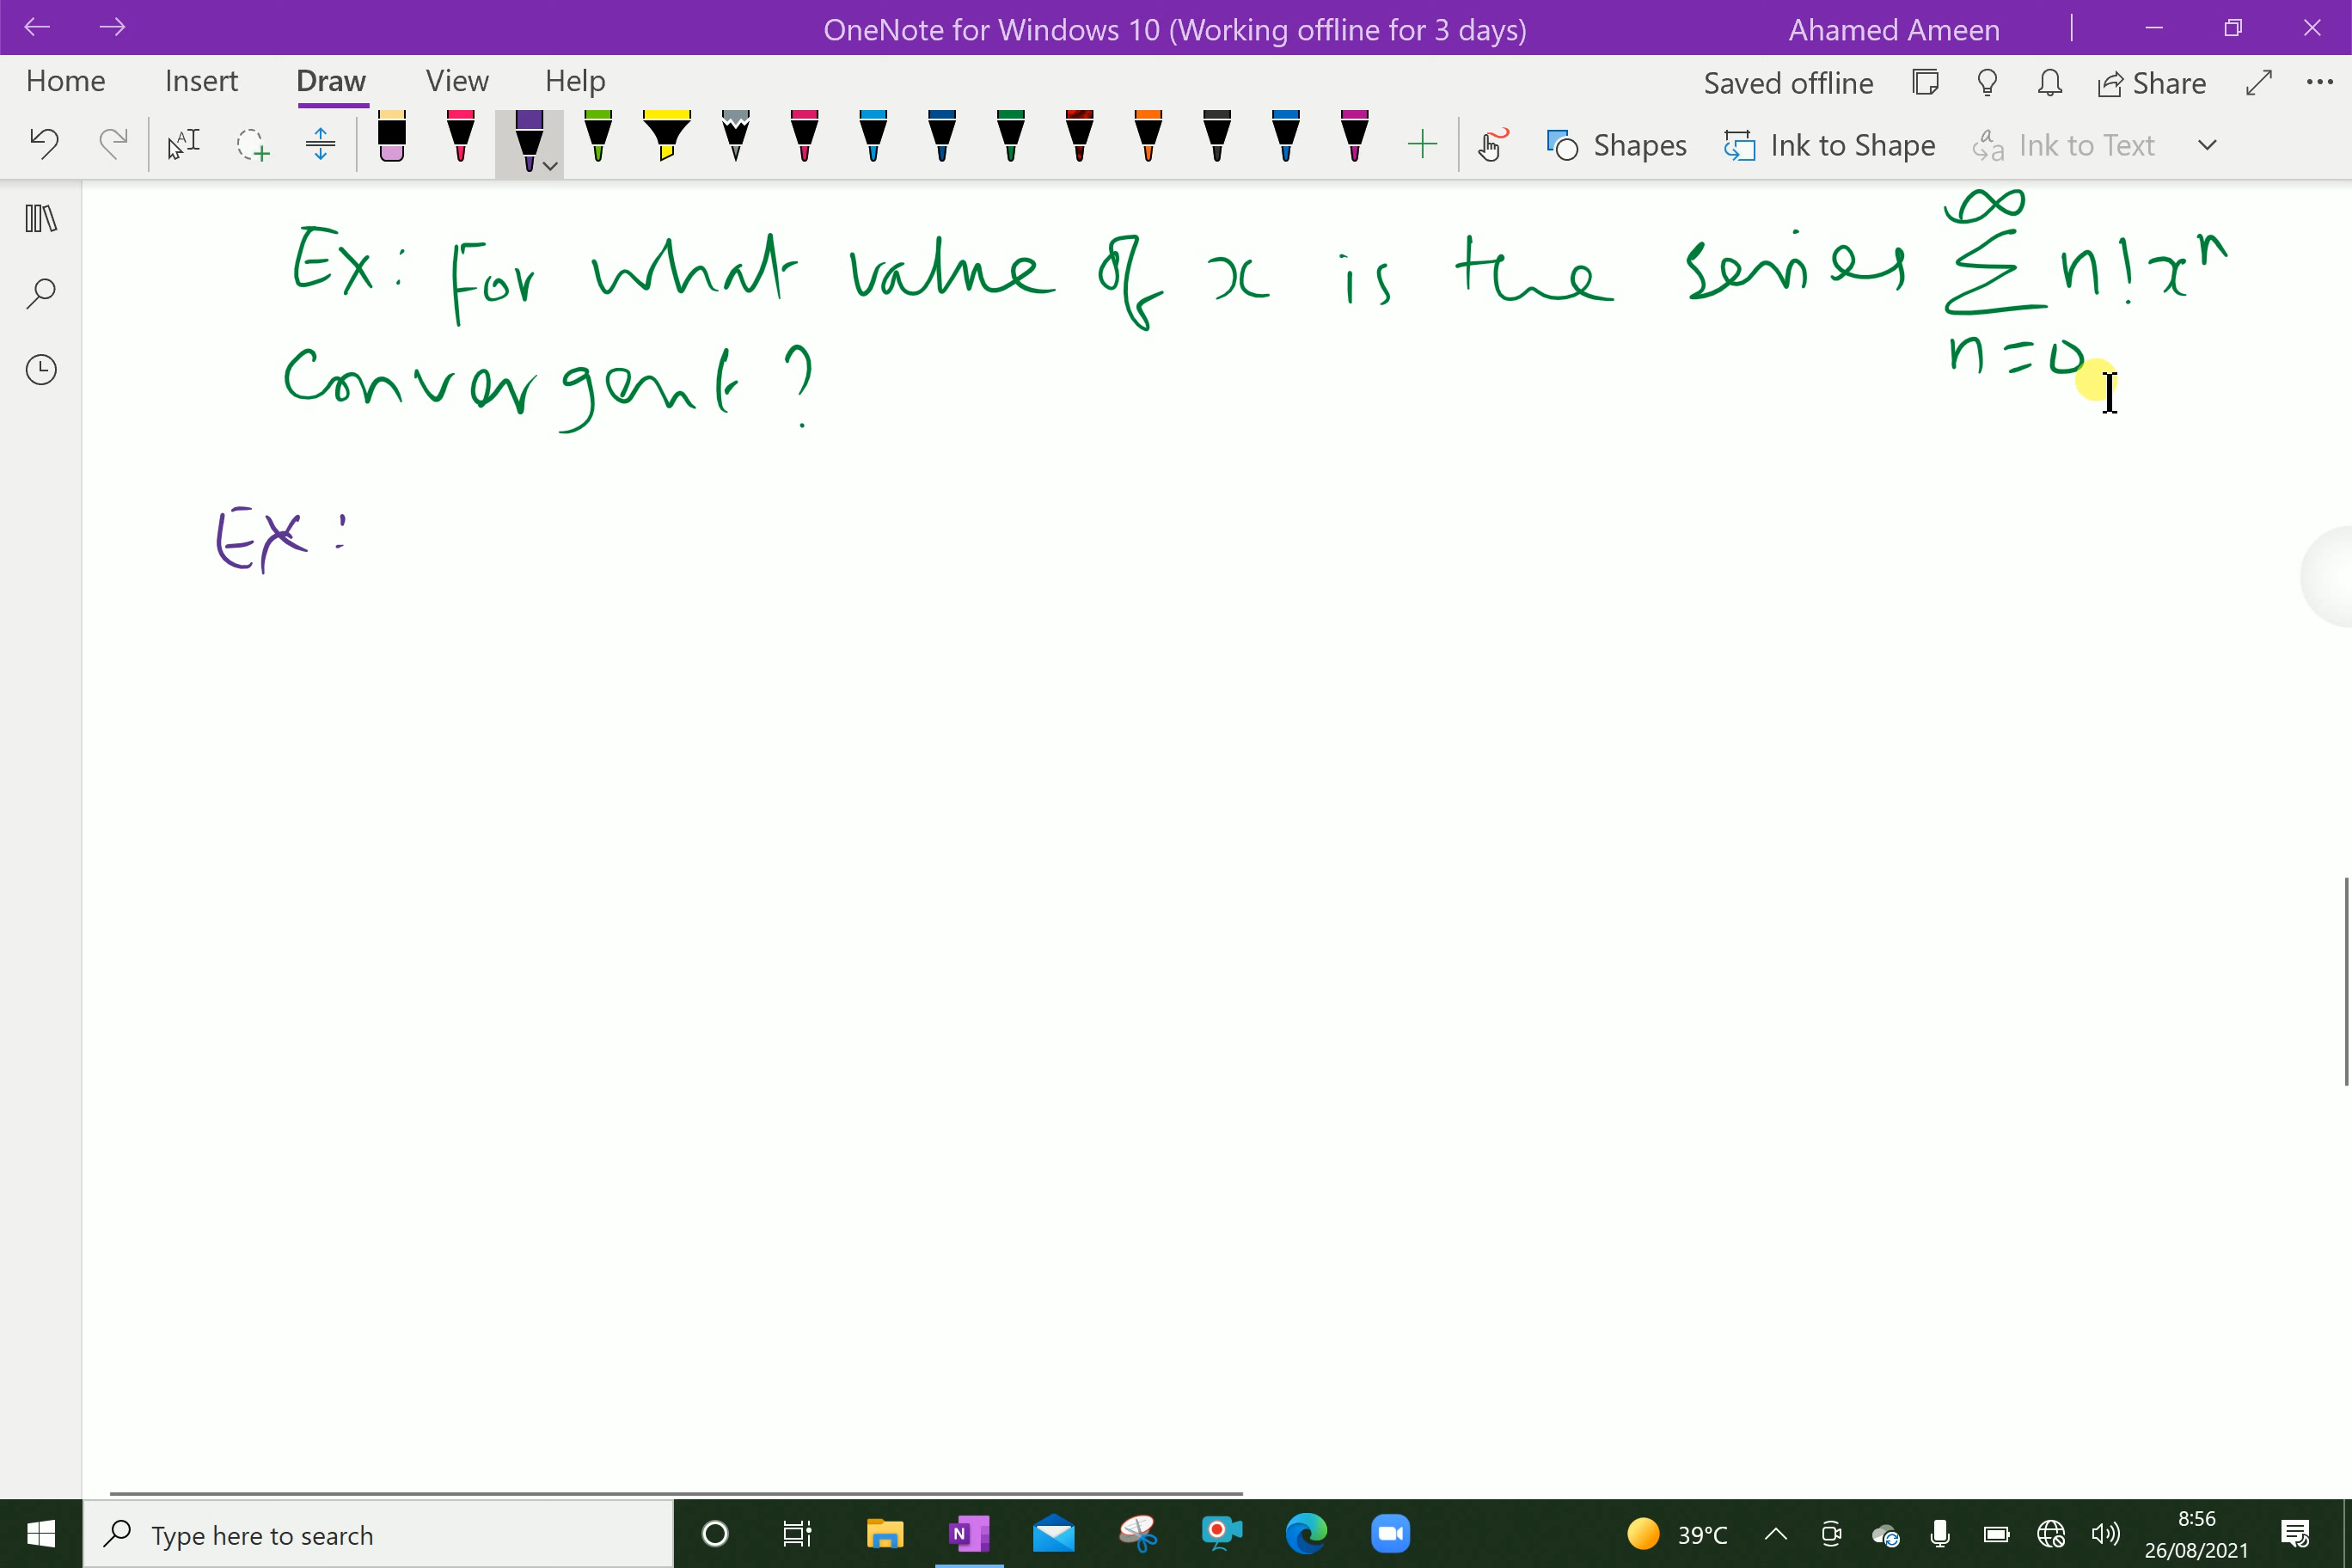 OneNote for Windows 10 (Working offline for 3 days)
Ahamed Ameen
Home Insert Draw View Help
Saved offline Share
Shapes Ink to Shape Ink to Text
Ex: For what value of x is the series ∑_{n=0}^{∞} n! xⁿ
Convergent?
Ex:
Type here to search
39°C
8:56
26/08/2021